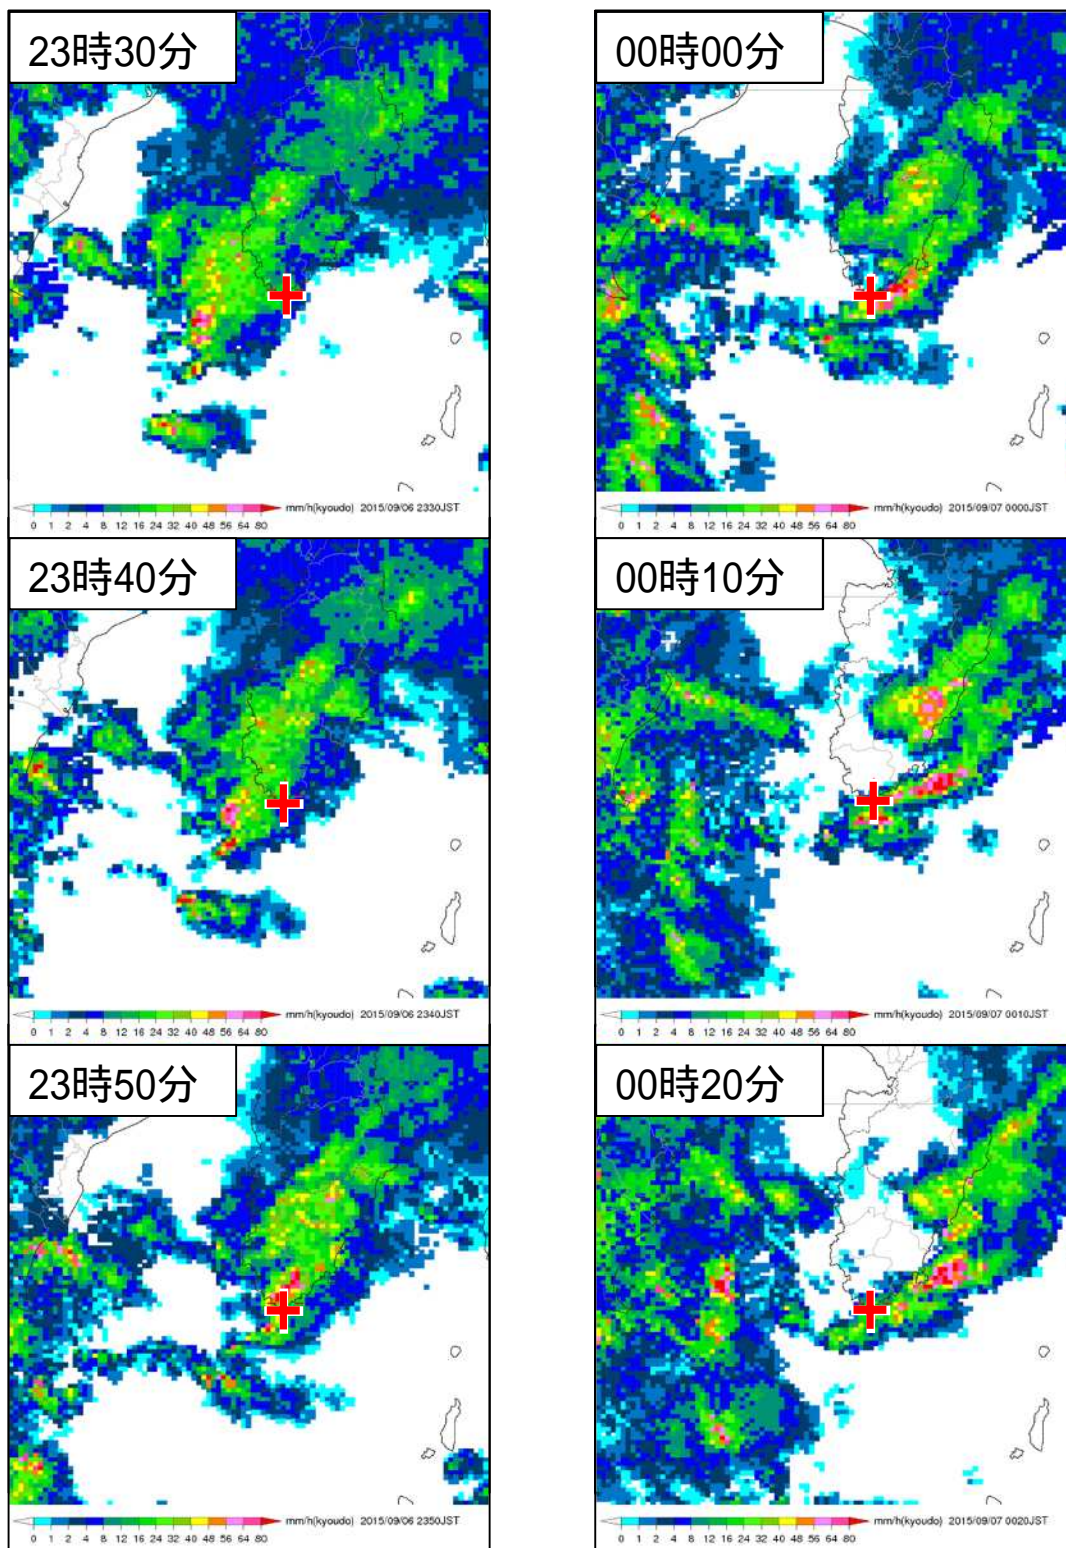 23時30分
0 1 2 4 8 12 16 24 32 40 48 56 64 80 mm/h(kyoudo) 2015/09/06 2330JST
23時40分
0 1 2 4 8 12 16 24 32 40 48 56 64 80 mm/h(kyoudo) 2015/09/06 2340JST
23時50分
0 1 2 4 8 12 16 24 32 40 48 56 64 80 mm/h(kyoudo) 2015/09/06 2350JST
00時00分
0 1 2 4 8 12 16 24 32 40 48 56 64 80 mm/h(kyoudo) 2015/09/07 0000JST
00時10分
0 1 2 4 8 12 16 24 32 40 48 56 64 80 mm/h(kyoudo) 2015/09/07 0010JST
00時20分
0 1 2 4 8 12 16 24 32 40 48 56 64 80 mm/h(kyoudo) 2015/09/07 0020JST